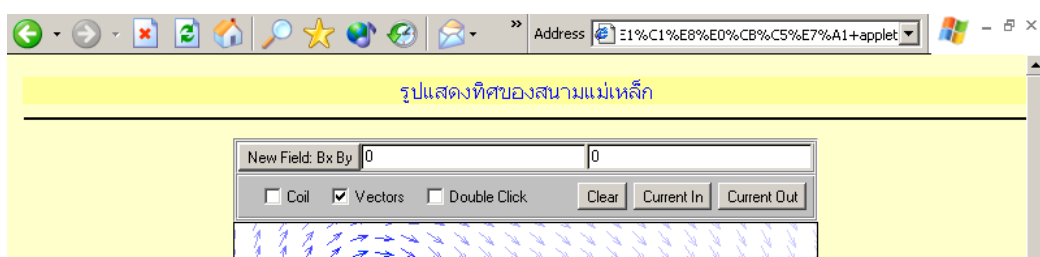 » Address E1%C1%E8%E0%CB%C5%E7%A1+applet
รูปแสดงทิศของสนามแม่เหล็ก
New Field: Bx By 0 0
Coil Vectors Double Click Clear Current In Current Out